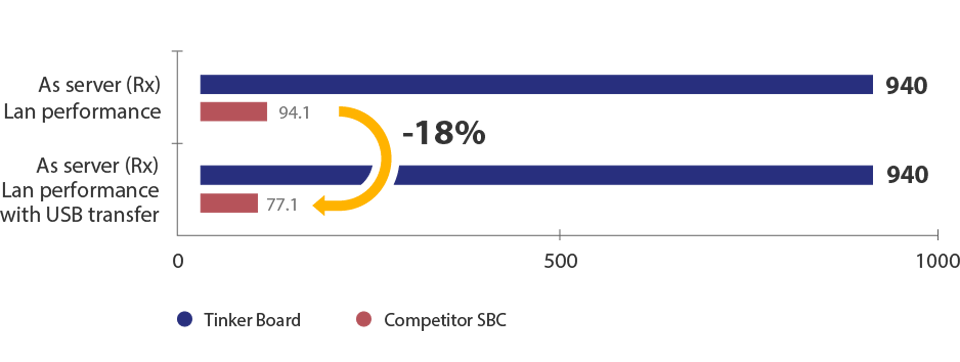 As server (Rx)
Lan performance
940
94.1
-18%
As server (Rx)
Lan performance
with USB transfer
940
77.1
0
500
1000
Tinker Board
Competitor SBC